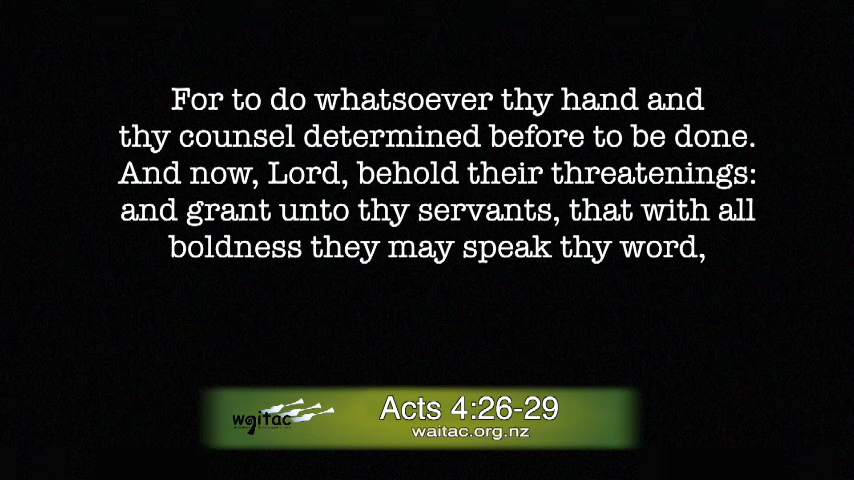 For to do whatsoever thy hand and
thy counsel determined before to be done.
And now, Lord, behold their threatenings:
and grant unto thy servants, that with all
boldness they may speak thy word,
waitac
Acts 4:26-29
waitac.org.nz